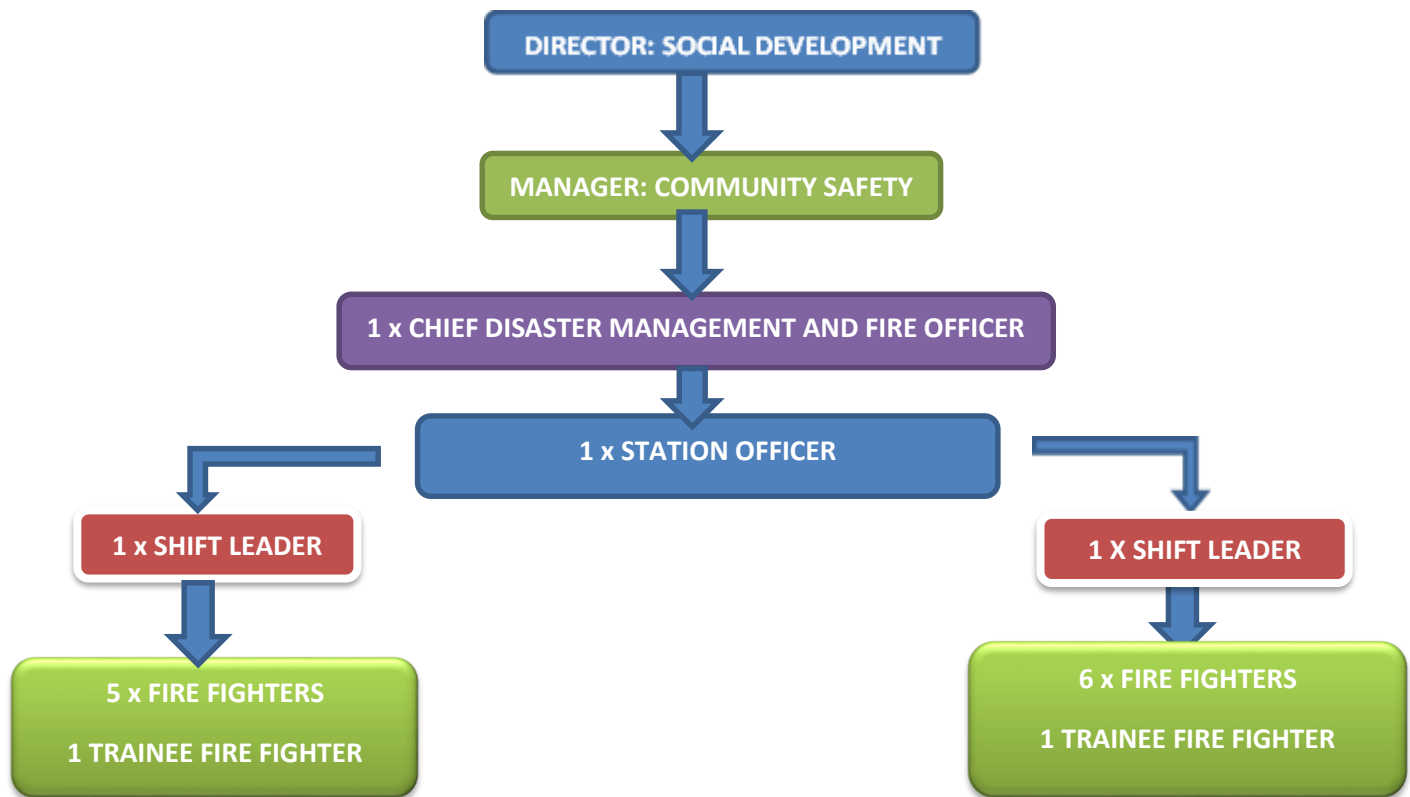 DIRECTOR: SOCIAL DEVELOPMENT
MANAGER: COMMUNITY SAFETY
1 x CHIEF DISASTER MANAGEMENT AND FIRE OFFICER
1 x STATION OFFICER
1 x SHIFT LEADER
1 X SHIFT LEADER
5 x FIRE FIGHTERS
1 TRAINEE FIRE FIGHTER
6 x FIRE FIGHTERS
1 TRAINEE FIRE FIGHTER